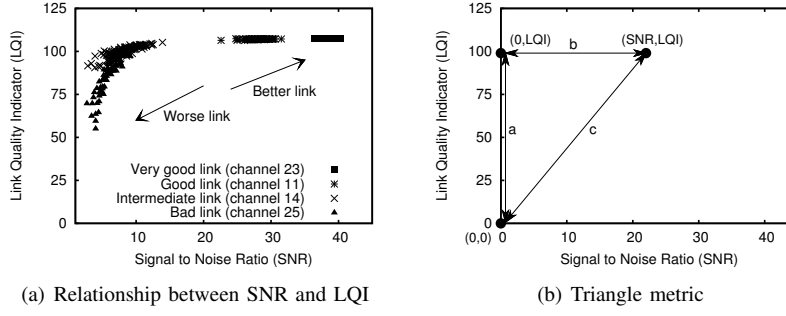 Link Quality Indicator (LQI)
125
100
75
50
25
0
Better link
Worse link
Very good link (channel 23)
Good link (channel 11)
Intermediate link (channel 14)
Bad link (channel 25)
10 20 30 40
Signal to Noise Ratio (SNR)
(a) Relationship between SNR and LQI
Link Quality Indicator (LQI)
125
100
75
50
25
0
(0,LQI)
b
(SNR,LQI)
a
c
(0,0)
0 10 20 30 40
Signal to Noise Ratio (SNR)
(b) Triangle metric